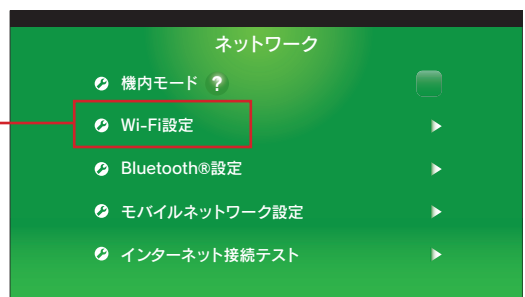 ネットワーク
機内モード ?
Wi-Fi設定
Bluetooth®設定
モバイルネットワーク設定
インターネット接続テスト